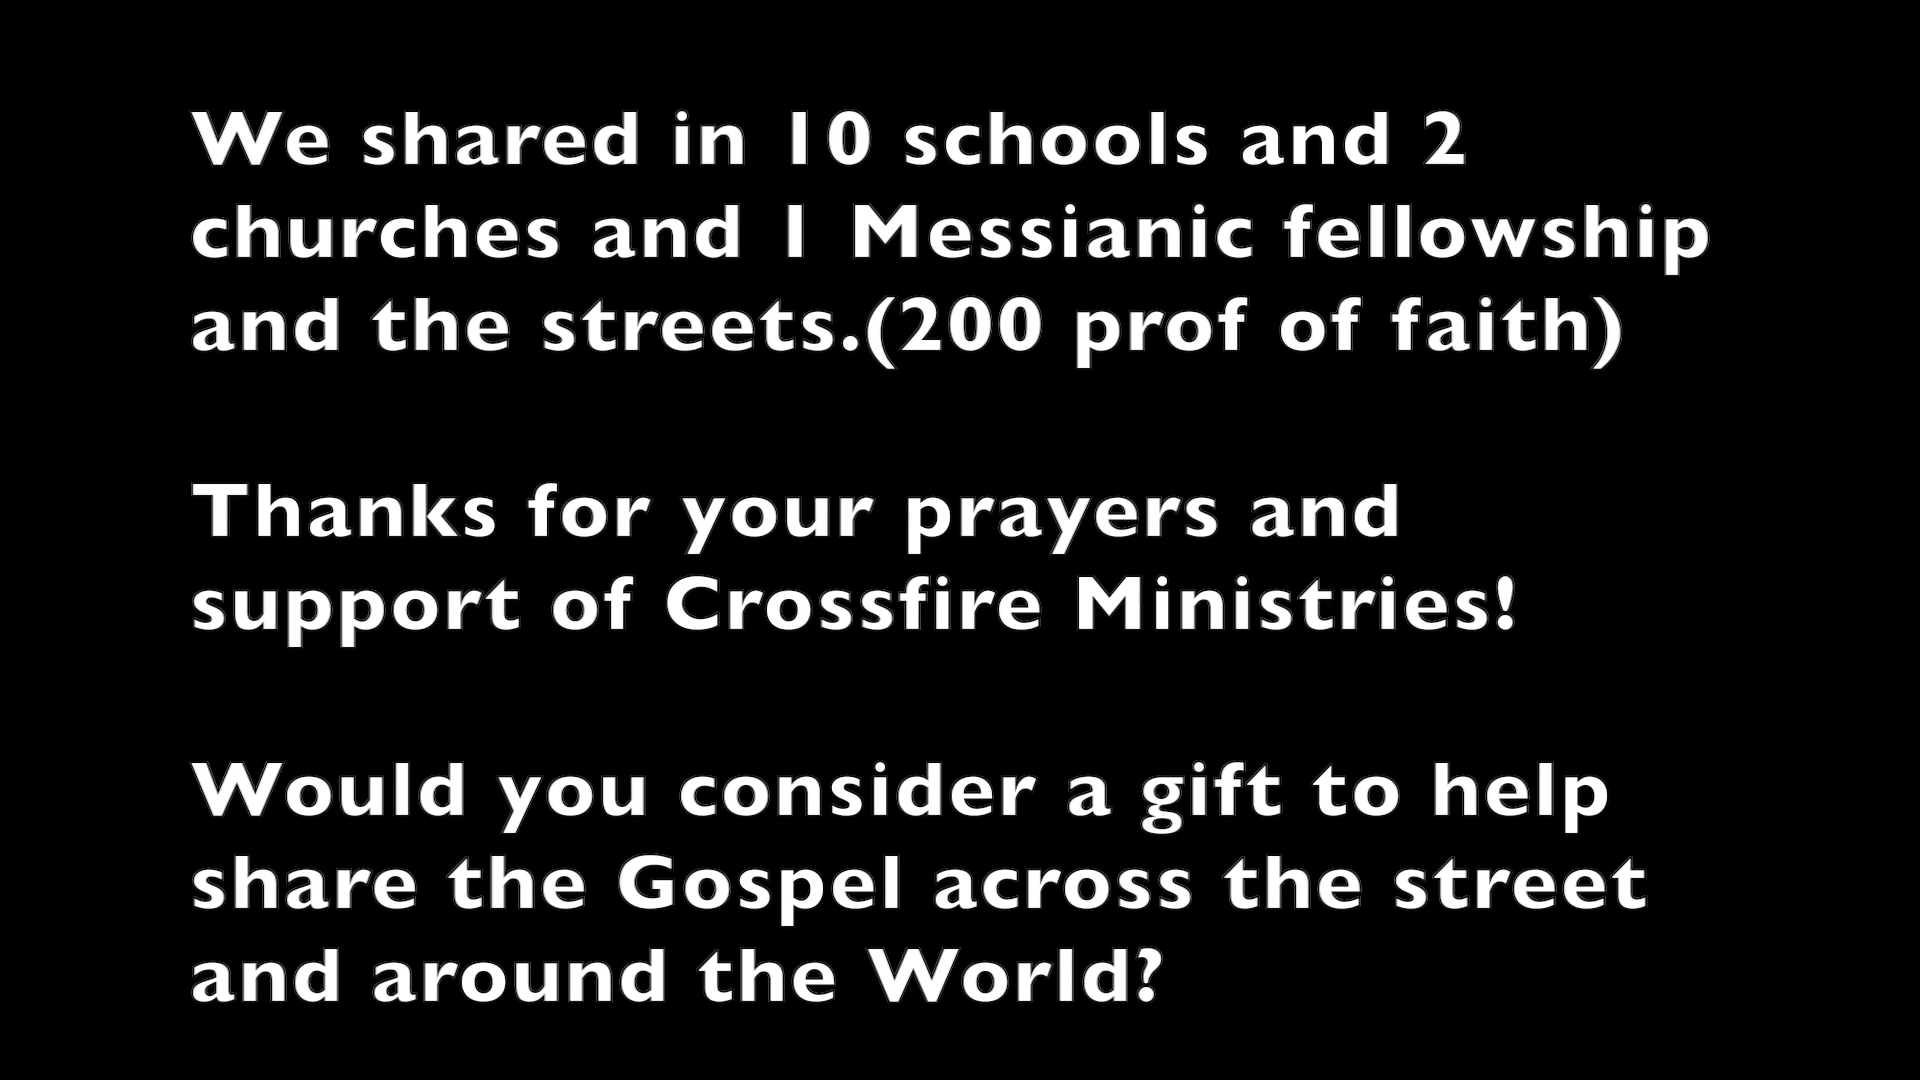 We shared in 10 schools and 2
churches and 1 Messianic fellowship
and the streets.(200 prof of faith)
Thanks for your prayers and
support of Crossfire Ministries!
Would you consider a gift to help
share the Gospel across the street
and around the World?